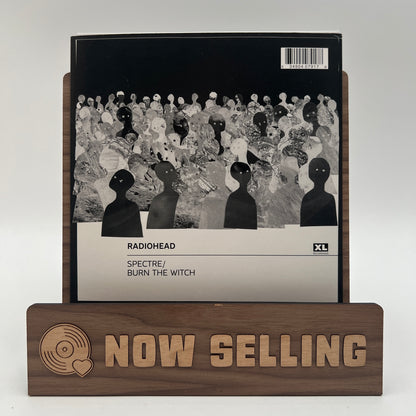 RADIOHEAD
XL
SPECTRE/
BURN THE WITCH
NOW SELLING